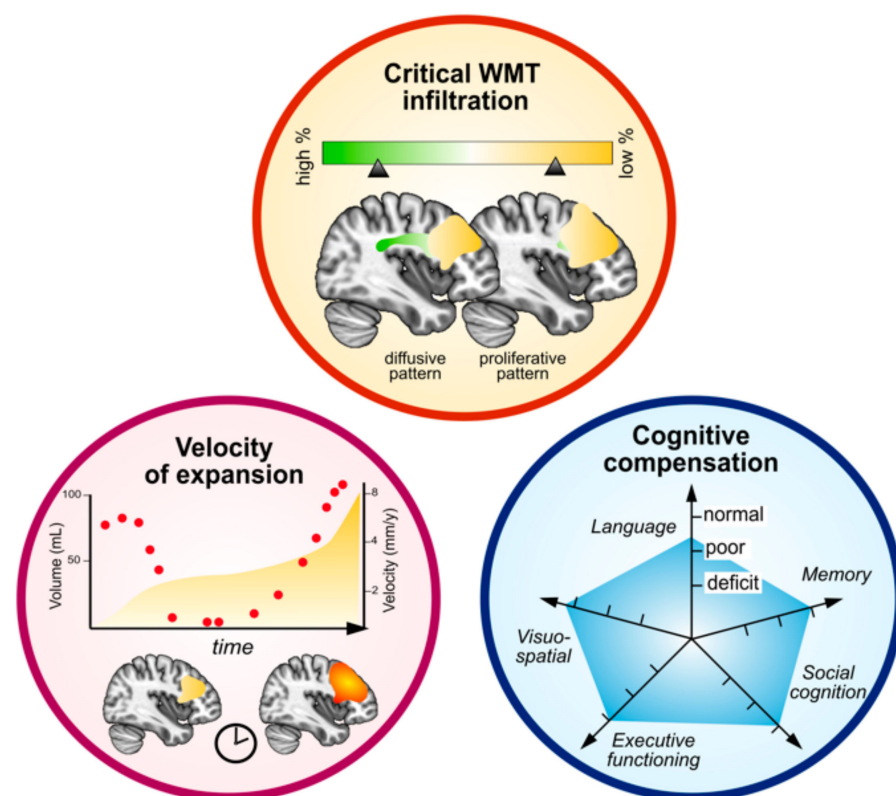 Critical WMT
infiltration
high %
low %
diffusive
pattern
proliferative
pattern
Velocity
of expansion
100
50
Volume (mL)
8
4
2
Velocity (mm/y)
time
Cognitive
compensation
Language
normal
poor
deficit
Memory
Visuo-
spatial
Social
cognition
Executive
functioning